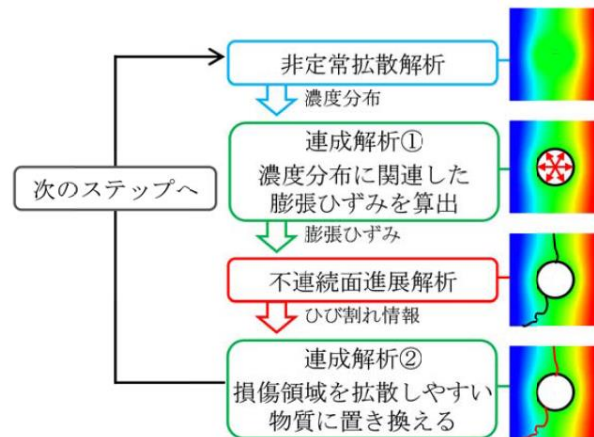 非定常拡散解析
濃度分布
連成解析①
濃度分布に関連した
膨張ひずみを算出
次のステップへ
膨張ひずみ
不連続面進展解析
ひび割れ情報
連成解析②
損傷領域を拡散しやすい
物質に置き換える